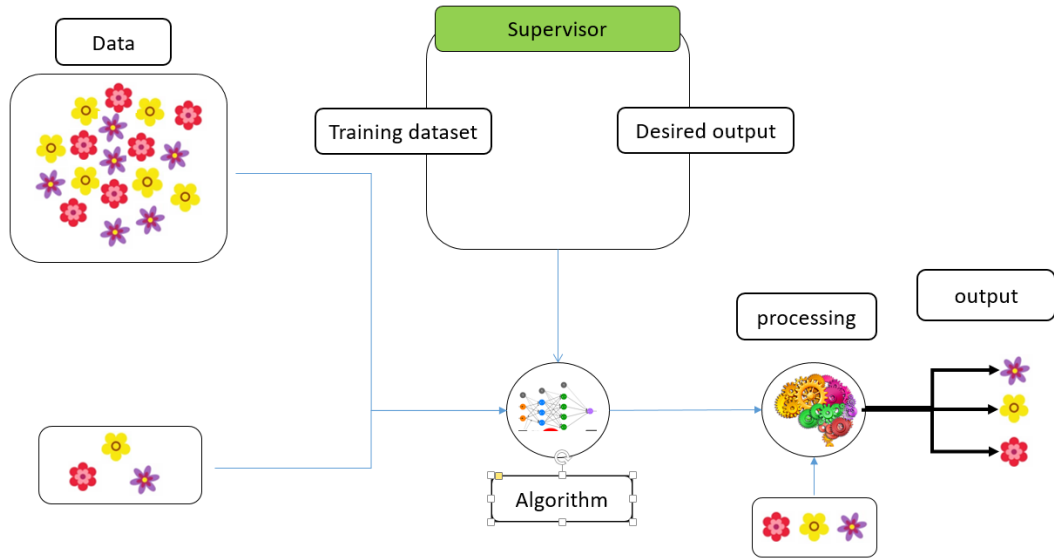 Data
Supervisor
Training dataset
Desired output
processing
output
Algorithm